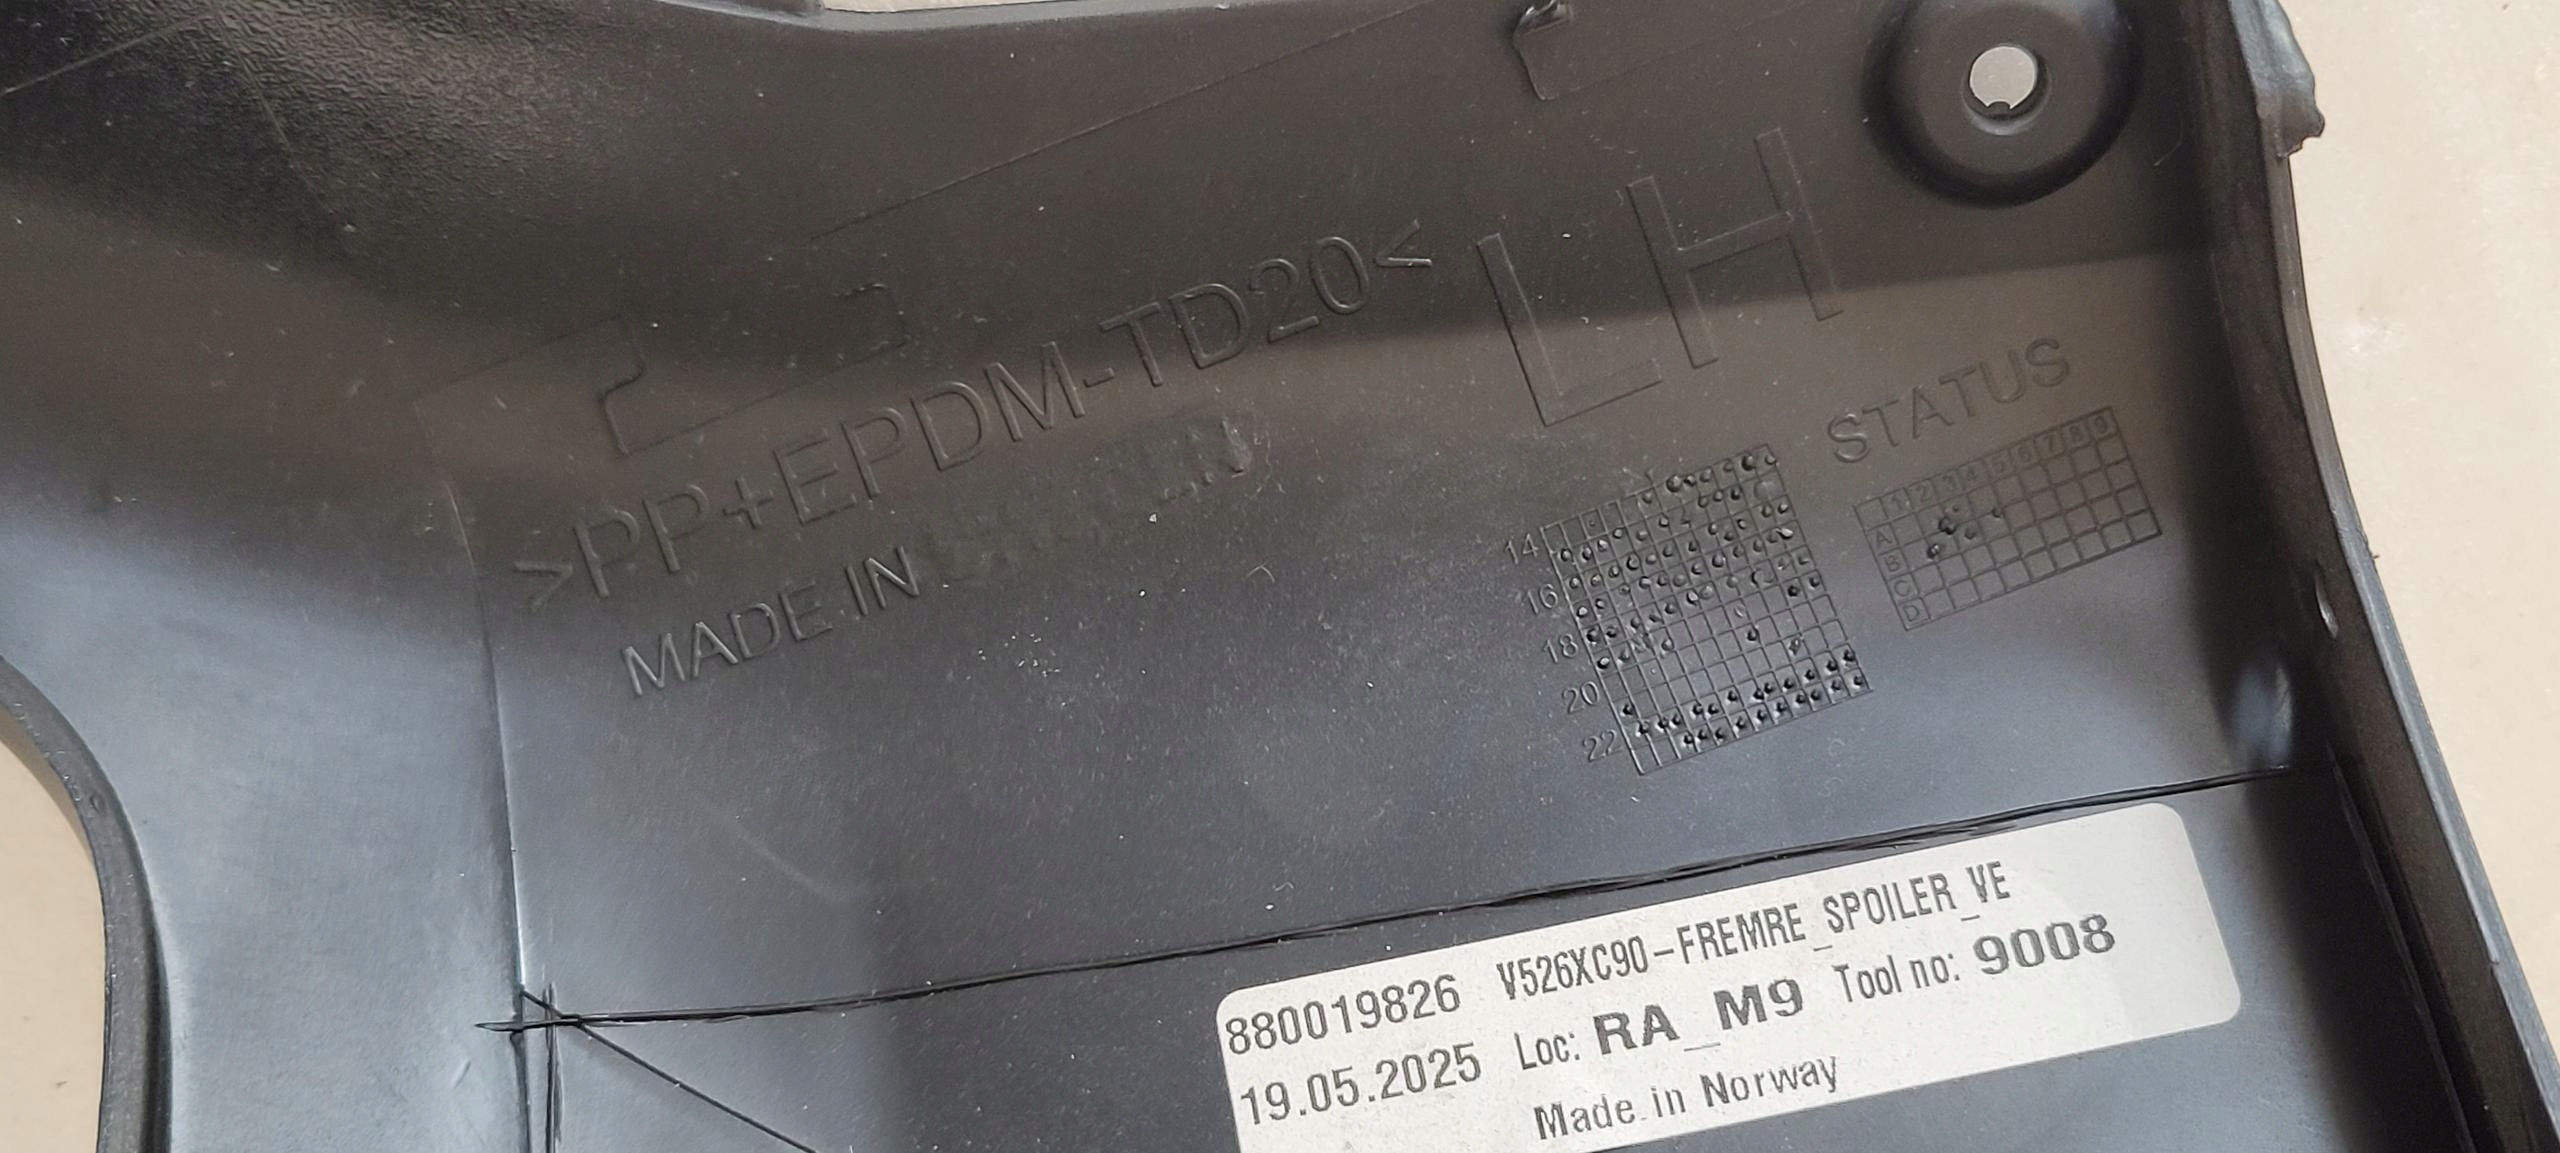 >PP+EPDM-TD20<
MADE IN
LH
STATUS
1 2 3 4 5 6 7 8 9
A
B
C
D
14
16
18
20
22
880019826 V526XC90-FREMRE_SPOILER_VE
19.05.2025 Loc: RA_M9 Tool no: 9008
Made in Norway